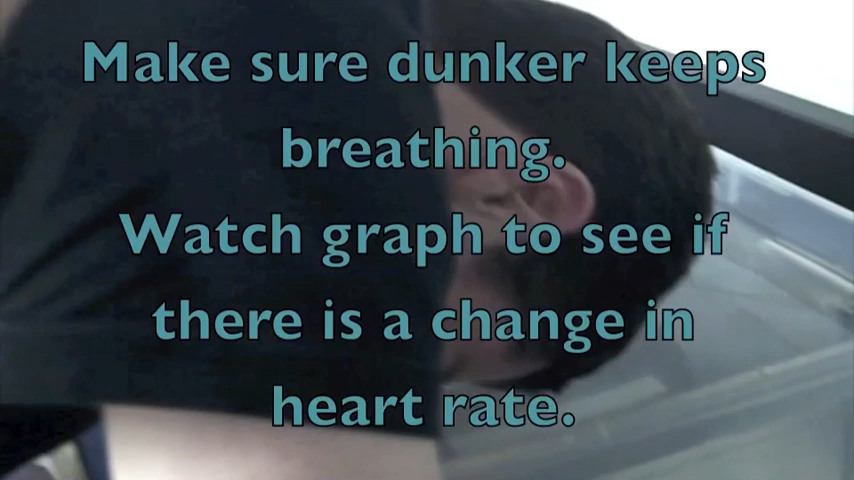 Make sure dunker keeps
breathing.
Watch graph to see if
there is a change in
heart rate.